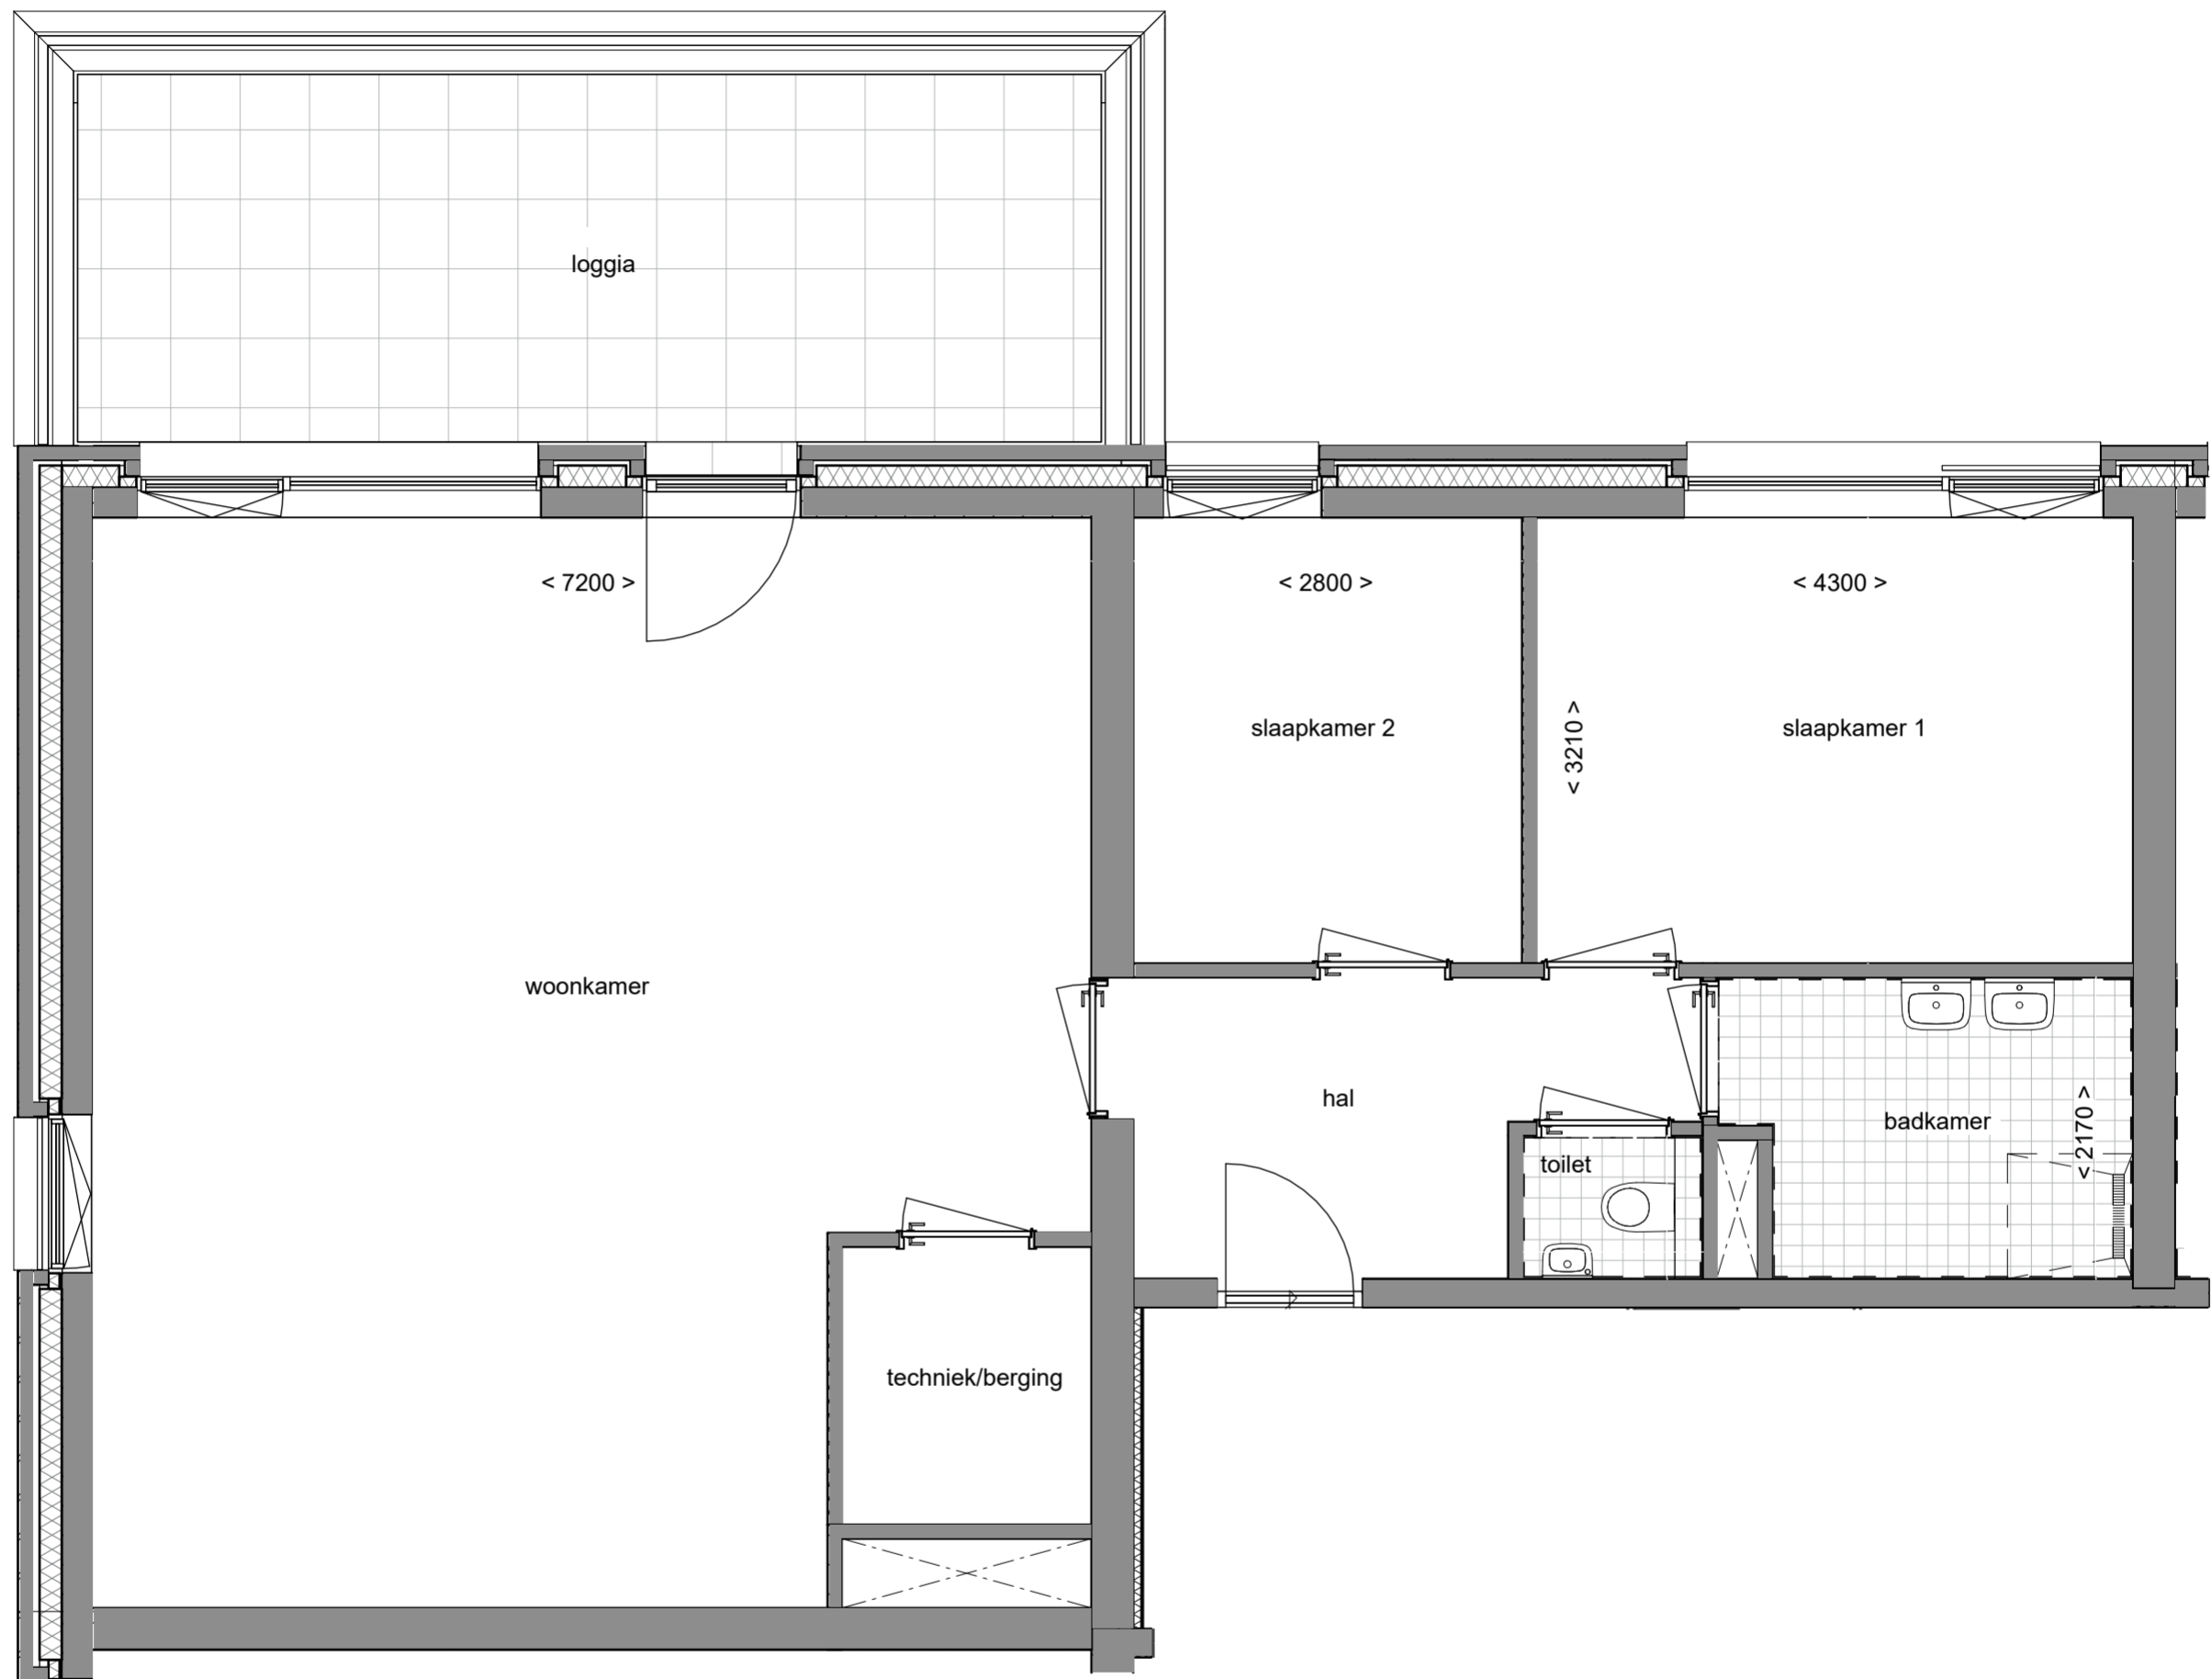 loggia
< 7200 >
< 2800 >
< 4300 >
slaapkamer 2
< 3210 >
slaapkamer 1
woonkamer
hal
badkamer
< 2170 >
toilet
techniek/berging